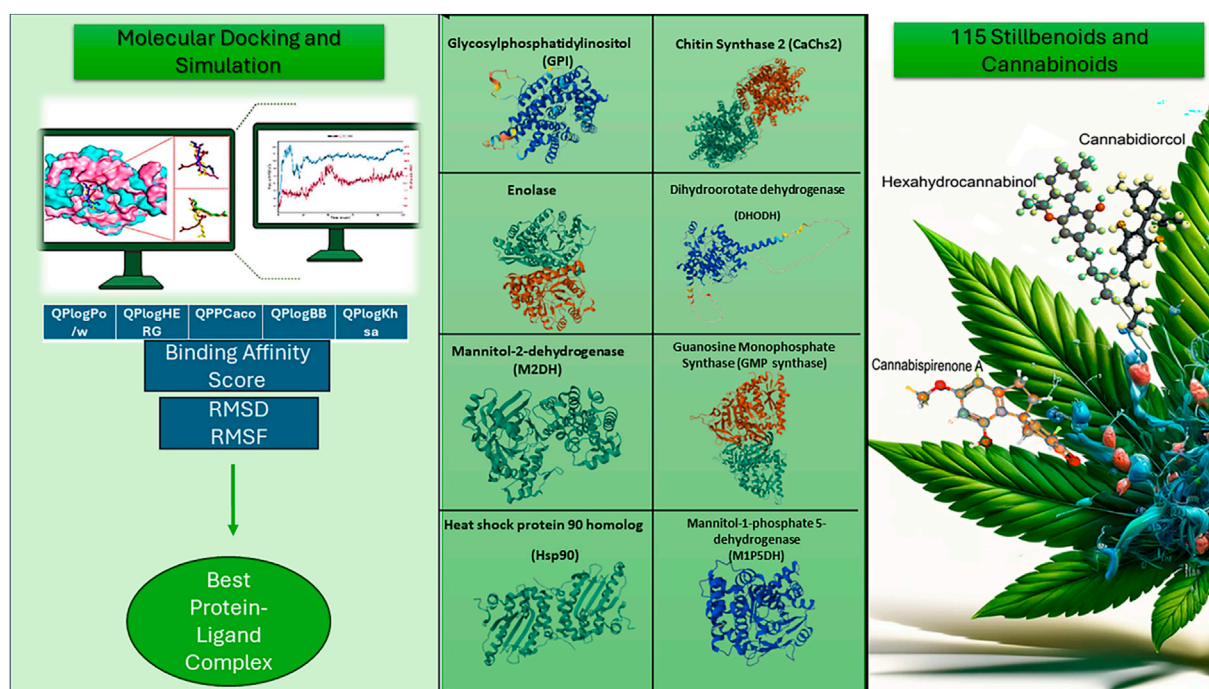 Molecular Docking and
Simulation
QPlogPo
/w
QPlogHE
RG
QPPCaco
QPlogBB
QPlogKh
sa
Binding Affinity
Score
RMSD
RMSF
Best
Protein-
Ligand
Complex
Glycosylphosphatidylinositol
(GPI)
Chitin Synthase 2 (CaChs2)
Enolase
Dihydroorotate dehydrogenase
(DHODH)
Mannitol-2-dehydrogenase
(M2DH)
Guanosine Monophosphate
Synthase (GMP synthase)
Heat shock protein 90 homolog
(Hsp90)
Mannitol-1-phosphate 5-
dehydrogenase
(M1P5DH)
115 Stillbenoids and
Cannabinoids
Cannabidiorcol
Hexahydrocannabinol
Cannabispirenone A